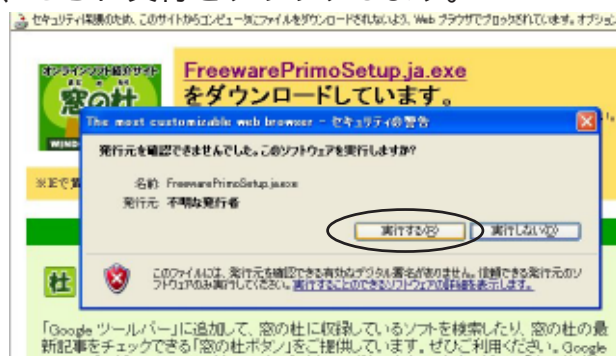 セキュリティ保護のため、このサイトからコンピュータにファイルをダウンロードされないよう、Web ブラウザでブロックされています。オプション
オンラインソフト紹介サイト
窓の杜
FreewarePrimoSetup.ja.exe
をダウンロードしています。
The most customizable web browser - セキュリティの警告
発行元を確認できませんでした。このソフトウェアを実行しますか?
名前: FreewarePrimoSetup.ja.exe
発行元: 不明な発行者
実行する(R)
実行しない(D)
このファイルには、発行元を確認できる有効なデジタル署名がありません。信頼できる発行元のソ
フトウェアのみ実行してください。実行することのできるソフトウェアの詳細を表示します。
※IEで
杜
「Google ツールバー」に追加して、窓の杜に収録しているソフトを検索したり、窓の杜の最
新記事をチェックできる「窓の杜ボタン」をご提供しています。ぜひご利用ください。Google